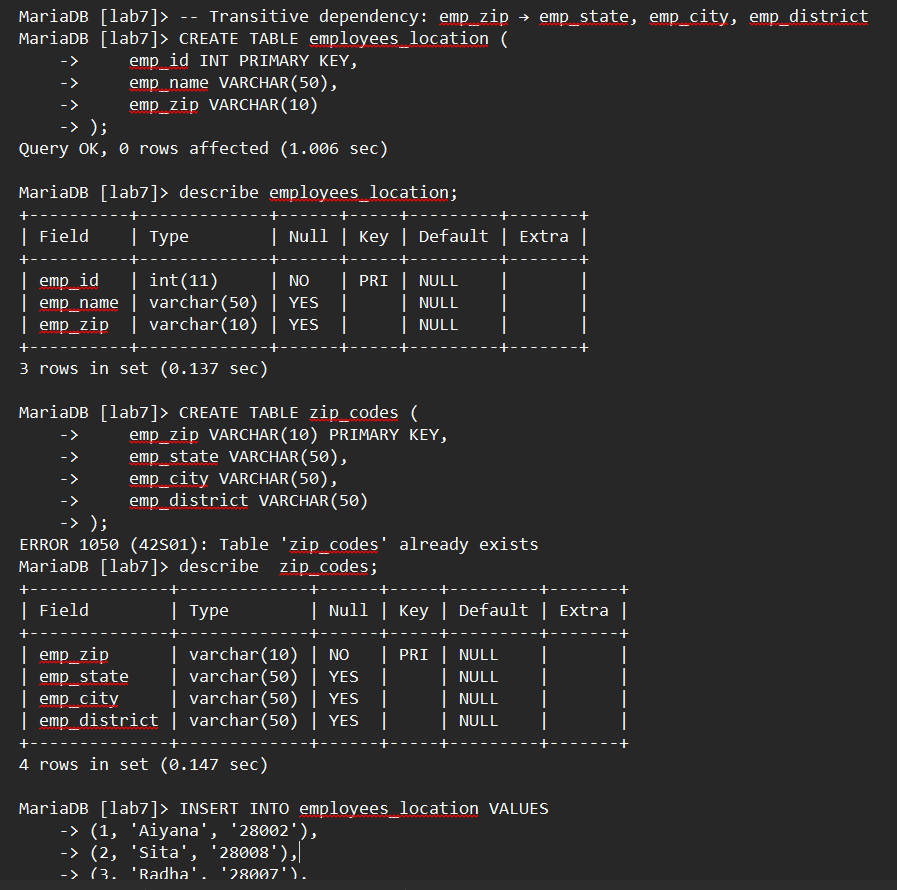 MariaDB [lab7]> -- Transitive dependency: emp_zip → emp_state, emp_city, emp_district
MariaDB [lab7]> CREATE TABLE employees_location (
    ->     emp_id INT PRIMARY KEY,
    ->     emp_name VARCHAR(50),
    ->     emp_zip VARCHAR(10)
    -> );
Query OK, 0 rows affected (1.006 sec)

MariaDB [lab7]> describe employees_location;
+----------+-------------+------+-----+---------+-------+
| Field    | Type        | Null | Key | Default | Extra |
+----------+-------------+------+-----+---------+-------+
| emp_id   | int(11)     | NO   | PRI | NULL    |       |
| emp_name | varchar(50) | YES  |     | NULL    |       |
| emp_zip  | varchar(10) | YES  |     | NULL    |       |
+----------+-------------+------+-----+---------+-------+
3 rows in set (0.137 sec)

MariaDB [lab7]> CREATE TABLE zip_codes (
    ->     emp_zip VARCHAR(10) PRIMARY KEY,
    ->     emp_state VARCHAR(50),
    ->     emp_city VARCHAR(50),
    ->     emp_district VARCHAR(50)
    -> );
ERROR 1050 (42S01): Table 'zip_codes' already exists
MariaDB [lab7]> describe  zip_codes;
+--------------+-------------+------+-----+---------+-------+
| Field        | Type        | Null | Key | Default | Extra |
+--------------+-------------+------+-----+---------+-------+
| emp_zip      | varchar(10) | NO   | PRI | NULL    |       |
| emp_state    | varchar(50) | YES  |     | NULL    |       |
| emp_city     | varchar(50) | YES  |     | NULL    |       |
| emp_district | varchar(50) | YES  |     | NULL    |       |
+--------------+-------------+------+-----+---------+-------+
4 rows in set (0.147 sec)

MariaDB [lab7]> INSERT INTO employees_location VALUES
    -> (1, 'Aiyana', '28002'),
    -> (2, 'Sita', '28008'),
    -> (3, 'Radha', '28007'),